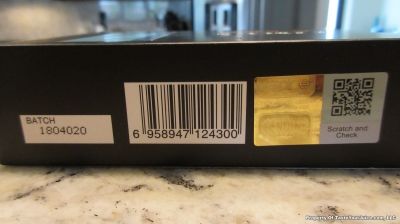 BATCH
1804020
6 958947 124300
Scratch and
Check